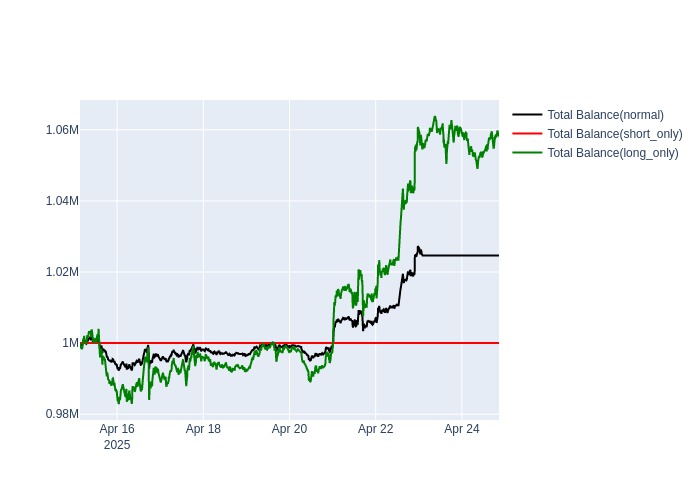 1.06M
1.04M
1.02M
1M
0.98M
Apr 16
2025
Apr 18
Apr 20
Apr 22
Apr 24
Total Balance(normal)
Total Balance(short_only)
Total Balance(long_only)